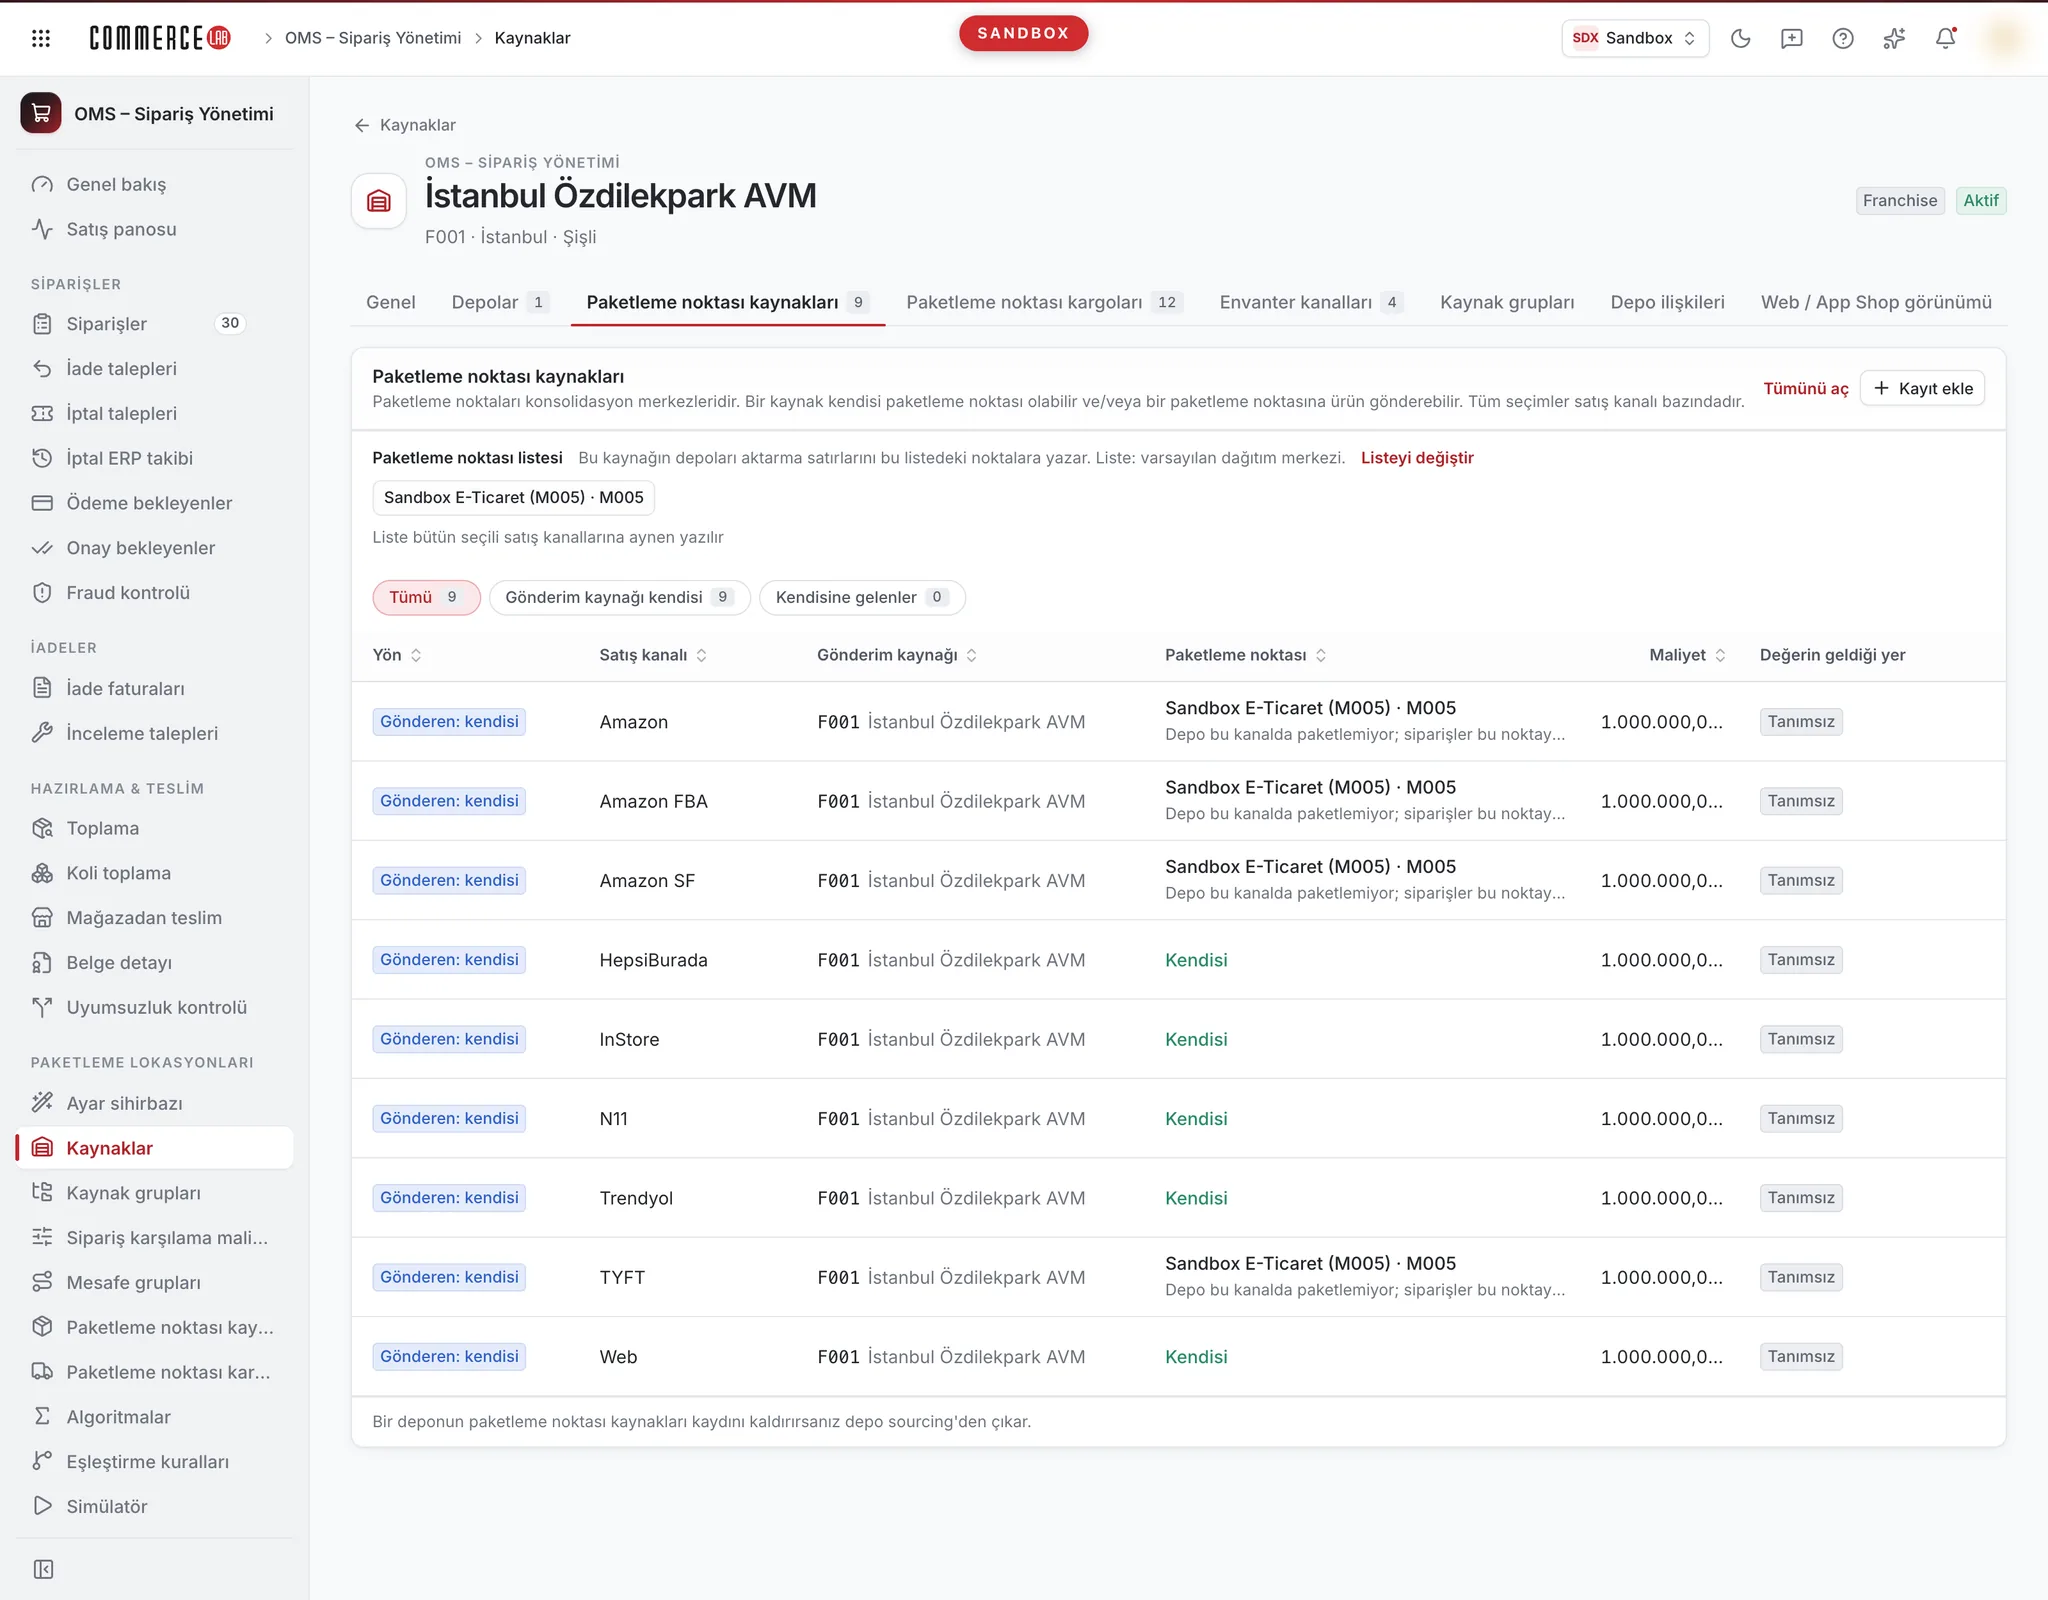 COMMERCE LAB
OMS – Sipariş Yönetimi
Kaynaklar
SANDBOX
SDX Sandbox
OMS – Sipariş Yönetimi
Genel bakış
Satış panosu
SİPARİŞLER
Siparişler 30
İade talepleri
İptal talepleri
İptal ERP takibi
Ödeme bekleyenler
Onay bekleyenler
Fraud kontrolü
İADELER
İade faturaları
İnceleme talepleri
HAZIRLAMA & TESLİM
Toplama
Koli toplama
Mağazadan teslim
Belge detayı
Uyumsuzluk kontrolü
PAKETLEME LOKASYONLARI
Ayar sihirbazı
Kaynaklar
Kaynak grupları
Sipariş karşılama mali...
Mesafe grupları
Paketleme noktası kay...
Paketleme noktası kar...
Algoritmalar
Eşleştirme kuralları
Simülatör
Kaynaklar
OMS – SİPARİŞ YÖNETİMİ
İstanbul Özdilekpark AVM
F001 · İstanbul · Şişli
Franchise Aktif
Genel Depolar 1 Paketleme noktası kaynakları 9 Paketleme noktası kargoları 12 Envanter kanalları 4 Kaynak grupları Depo ilişkileri Web / App Shop görünümü
Paketleme noktası kaynakları
Paketleme noktaları konsolidasyon merkezleridir. Bir kaynak kendisi paketleme noktası olabilir ve/veya bir paketleme noktasına ürün gönderebilir. Tüm seçimler satış kanalı bazındadır.
Tümünü aç Kayıt ekle
Paketleme noktası listesi Bu kaynağın depoları aktarma satırlarını bu listedeki noktalara yazar. Liste: varsayılan dağıtım merkezi. Listeyi değiştir
Sandbox E-Ticaret (M005) · M005
Liste bütün seçili satış kanallarına aynen yazılır
Tümü 9 Gönderim kaynağı kendisi 9 Kendisine gelenler 0
Yön Satış kanalı Gönderim kaynağı Paketleme noktası Maliyet Değerin geldiği yer
Gönderen: kendisi Amazon F001 İstanbul Özdilekpark AVM Sandbox E-Ticaret (M005) · M005 1.000.000,0... Tanımsız
Depo bu kanalda paketlemiyor; siparişler bu noktay...
Gönderen: kendisi Amazon FBA F001 İstanbul Özdilekpark AVM Sandbox E-Ticaret (M005) · M005 1.000.000,0... Tanımsız
Depo bu kanalda paketlemiyor; siparişler bu noktay...
Gönderen: kendisi Amazon SF F001 İstanbul Özdilekpark AVM Sandbox E-Ticaret (M005) · M005 1.000.000,0... Tanımsız
Depo bu kanalda paketlemiyor; siparişler bu noktay...
Gönderen: kendisi HepsiBurada F001 İstanbul Özdilekpark AVM Kendisi 1.000.000,0... Tanımsız
Gönderen: kendisi InStore F001 İstanbul Özdilekpark AVM Kendisi 1.000.000,0... Tanımsız
Gönderen: kendisi N11 F001 İstanbul Özdilekpark AVM Kendisi 1.000.000,0... Tanımsız
Gönderen: kendisi Trendyol F001 İstanbul Özdilekpark AVM Kendisi 1.000.000,0... Tanımsız
Gönderen: kendisi TYFT F001 İstanbul Özdilekpark AVM Sandbox E-Ticaret (M005) · M005 1.000.000,0... Tanımsız
Depo bu kanalda paketlemiyor; siparişler bu noktay...
Gönderen: kendisi Web F001 İstanbul Özdilekpark AVM Kendisi 1.000.000,0... Tanımsız
Bir deponun paketleme noktası kaynakları kaydını kaldırırsanız depo sourcing'den çıkar.